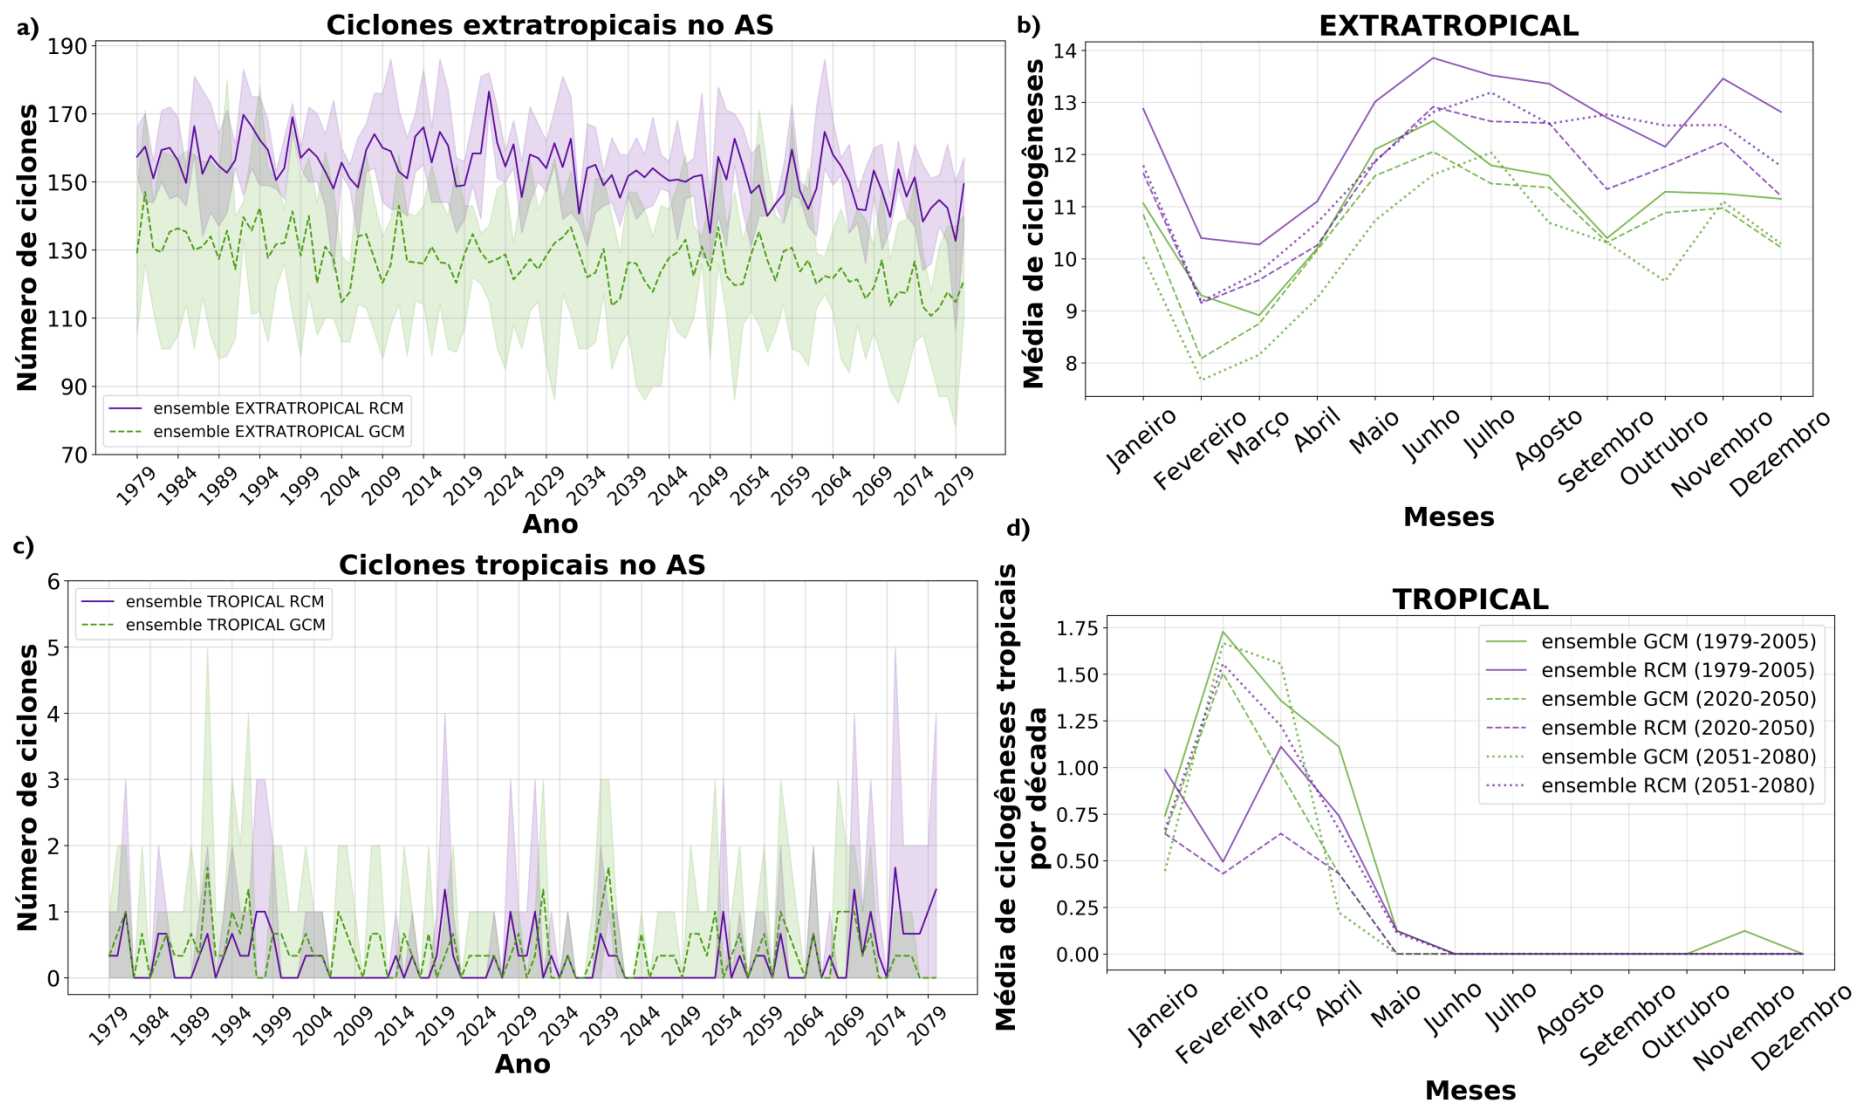 a)
Ciclones extratropicais no AS
Número de ciclones
190
170
150
130
110
90
70
ensemble EXTRATROPICAL RCM
ensemble EXTRATROPICAL GCM
1979
1984
1989
1994
1999
2004
2009
2014
2019
2024
2029
2034
2039
2044
2049
2054
2059
2064
2069
2074
2079
Ano
b)
EXTRATROPICAL
Média de ciclogêneses
14
13
12
11
10
9
8
Janeiro
Fevereiro
Março
Abril
Maio
Junho
Julho
Agosto
Setembro
Outrubro
Novembro
Dezembro
Meses
c)
Ciclones tropicais no AS
Número de ciclones
6
5
4
3
2
1
0
ensemble TROPICAL RCM
ensemble TROPICAL GCM
1979
1984
1989
1994
1999
2004
2009
2014
2019
2024
2029
2034
2039
2044
2049
2054
2059
2064
2069
2074
2079
Ano
d)
TROPICAL
Média de ciclogêneses tropicais
por década
1.75
1.50
1.25
1.00
0.75
0.50
0.25
0.00
ensemble GCM (1979-2005)
ensemble RCM (1979-2005)
ensemble GCM (2020-2050)
ensemble RCM (2020-2050)
ensemble GCM (2051-2080)
ensemble RCM (2051-2080)
Janeiro
Fevereiro
Março
Abril
Maio
Junho
Julho
Agosto
Setembro
Outrubro
Novembro
Dezembro
Meses